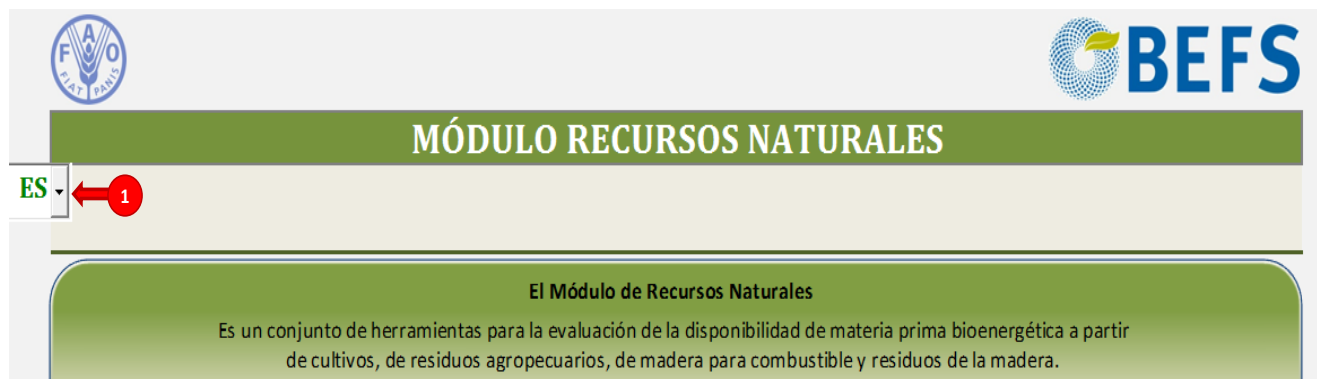 FAO
FIAT PANIS
BEFS
MÓDULO RECURSOS NATURALES
ES
1
El Módulo de Recursos Naturales
Es un conjunto de herramientas para la evaluación de la disponibilidad de materia prima bioenergética a partir
de cultivos, de residuos agropecuarios, de madera para combustible y residuos de la madera.